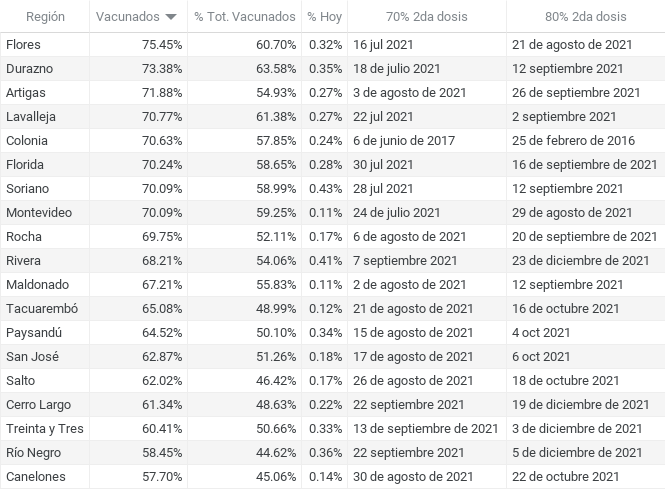 Región Vacunados % Tot. Vacunados % Hoy 70% 2da dosis 80% 2da dosis
Flores 75.45% 60.70% 0.32% 16 jul 2021 21 de agosto de 2021
Durazno 73.38% 63.58% 0.35% 18 de julio 2021 12 septiembre 2021
Artigas 71.88% 54.93% 0.27% 3 de agosto de 2021 26 de septiembre 2021
Lavalleja 70.77% 61.38% 0.27% 22 jul 2021 2 septiembre 2021
Colonia 70.63% 57.85% 0.24% 6 de junio de 2017 25 de febrero de 2016
Florida 70.24% 58.65% 0.28% 30 jul 2021 16 de septiembre de 2021
Soriano 70.09% 58.99% 0.43% 28 jul 2021 12 septiembre 2021
Montevideo 70.09% 59.25% 0.11% 24 de julio 2021 29 de agosto de 2021
Rocha 69.75% 52.11% 0.17% 6 de agosto de 2021 20 de septiembre de 2021
Rivera 68.21% 54.06% 0.41% 7 septiembre 2021 23 de diciembre de 2021
Maldonado 67.21% 55.83% 0.11% 2 de agosto de 2021 12 septiembre 2021
Tacuarembó 65.08% 48.99% 0.12% 21 de agosto de 2021 16 de octubre 2021
Paysandú 64.52% 50.10% 0.34% 15 de agosto de 2021 4 oct 2021
San José 62.87% 51.26% 0.18% 17 de agosto de 2021 6 oct 2021
Salto 62.02% 46.42% 0.17% 26 de agosto de 2021 18 de octubre 2021
Cerro Largo 61.34% 48.63% 0.22% 22 septiembre 2021 19 de diciembre de 2021
Treinta y Tres 60.41% 50.66% 0.33% 13 de septiembre de 2021 3 de diciembre de 2021
Río Negro 58.45% 44.62% 0.36% 22 septiembre 2021 5 de diciembre de 2021
Canelones 57.70% 45.06% 0.14% 30 de agosto de 2021 22 de octubre 2021